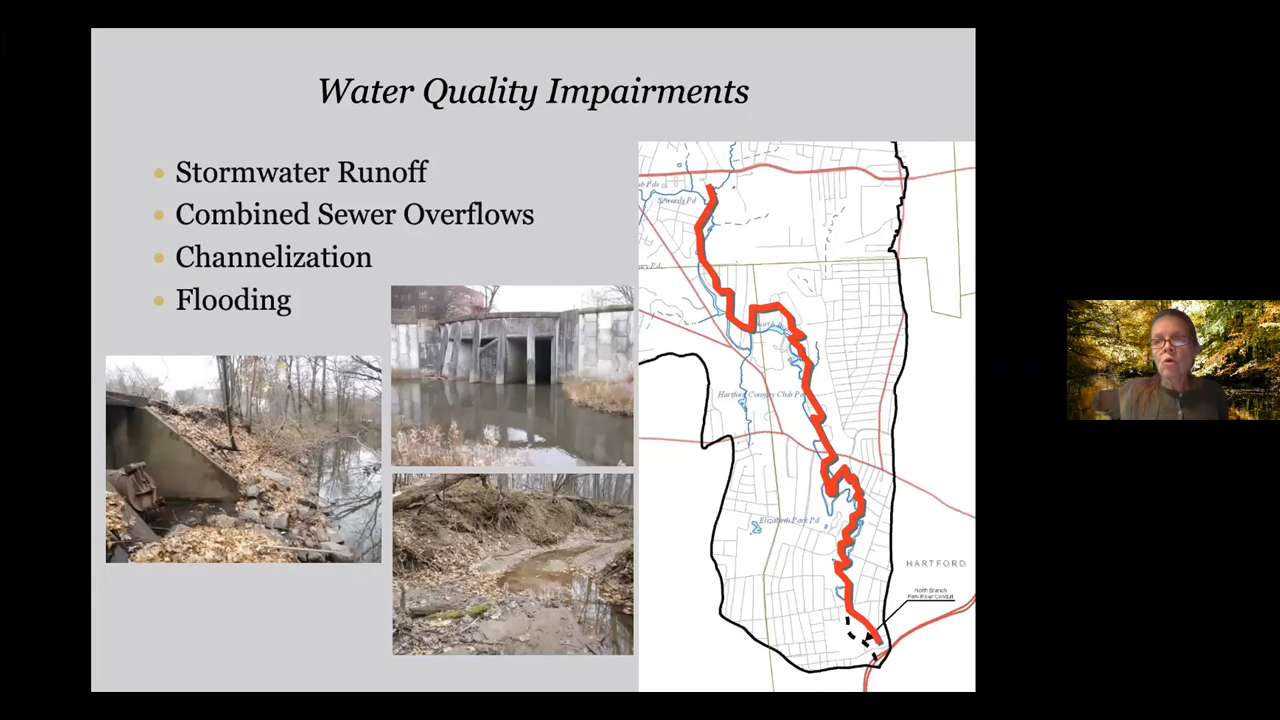 Water Quality Impairments
Stormwater Runoff
Combined Sewer Overflows
Channelization
Flooding
Hartford Country Club Pd
Elizabeth Park Pd
HARTFORD
North Branch
Park River Conduit